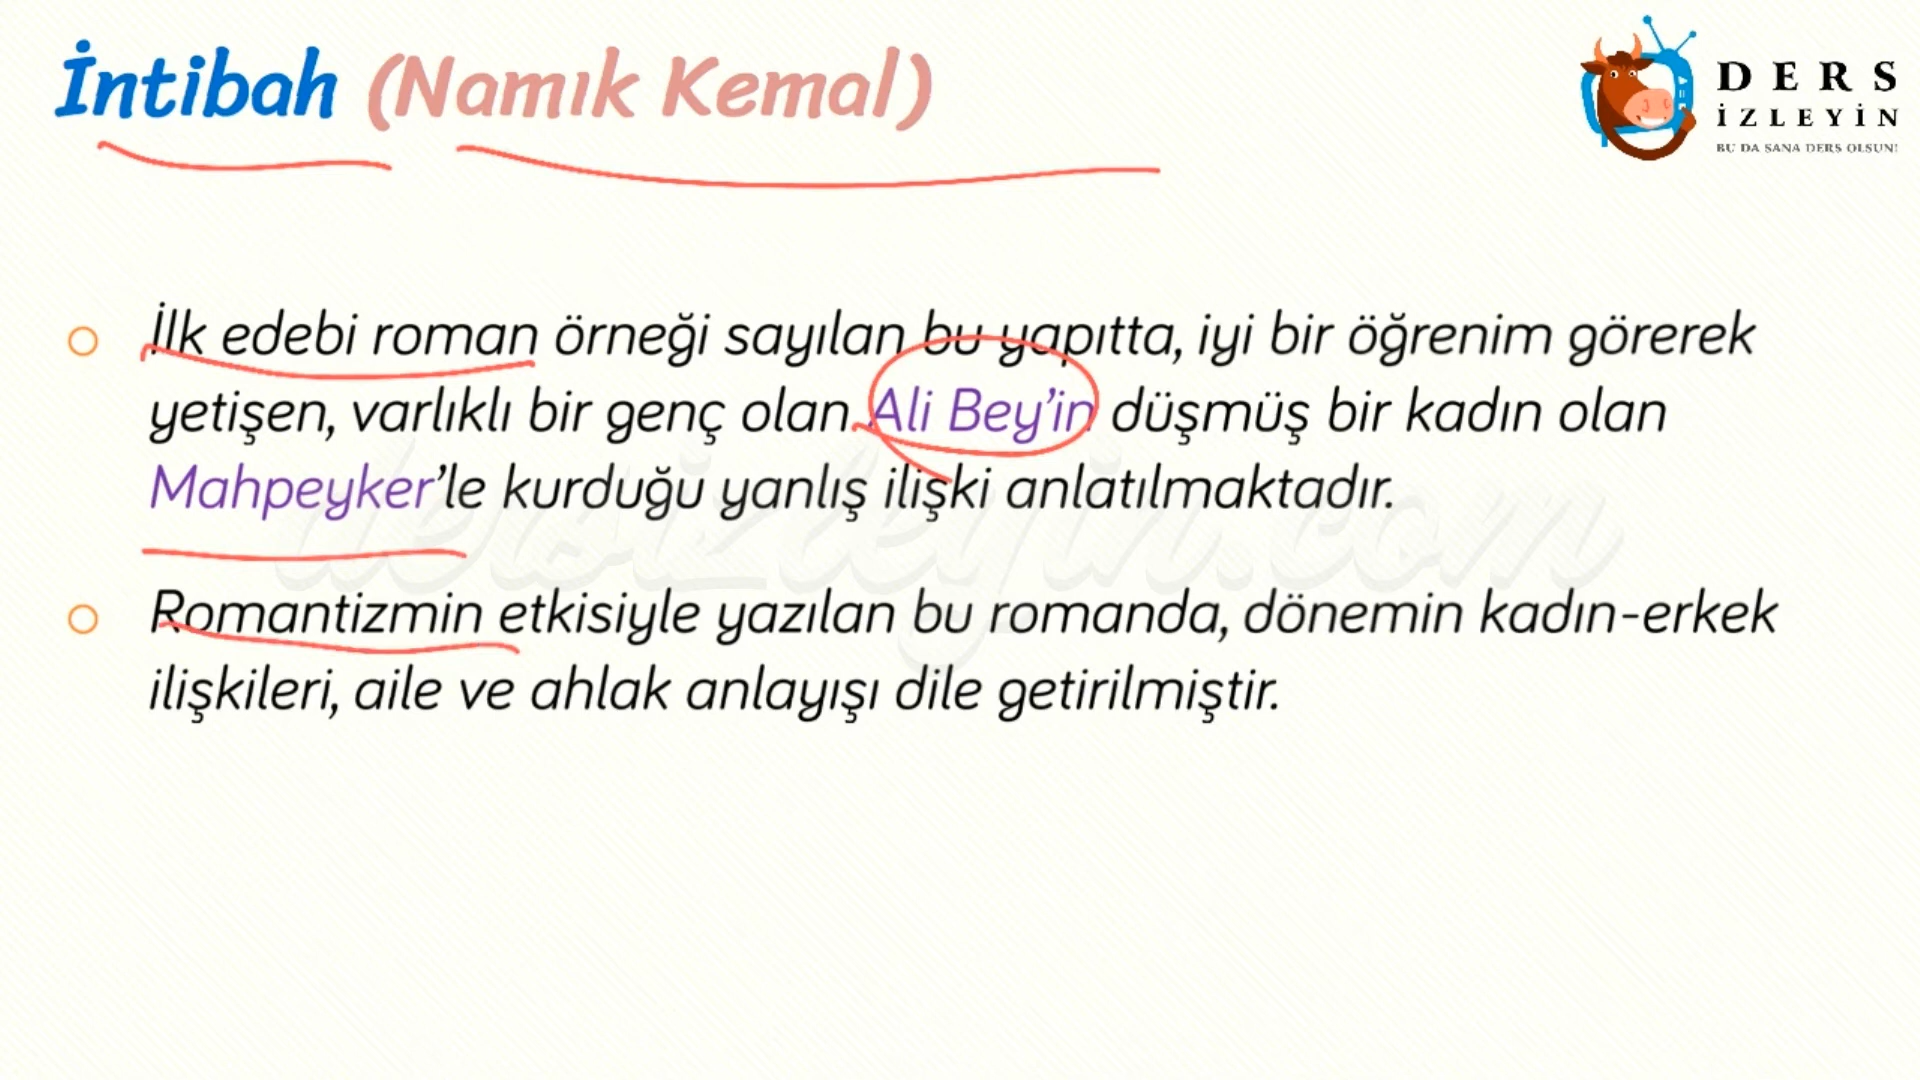 İntibah (Namık Kemal)
DERS
İZLEYİN
BU DA SANA DERS OLSUN!
İlk edebi roman örneği sayılan bu yapıtta, iyi bir öğrenim görerek
yetişen, varlıklı bir genç olan Ali Bey'in düşmüş bir kadın olan
Mahpeyker'le kurduğu yanlış ilişki anlatılmaktadır.
dersizleyin.com
Romantizmin etkisiyle yazılan bu romanda, dönemin kadın-erkek
ilişkileri, aile ve ahlak anlayışı dile getirilmiştir.